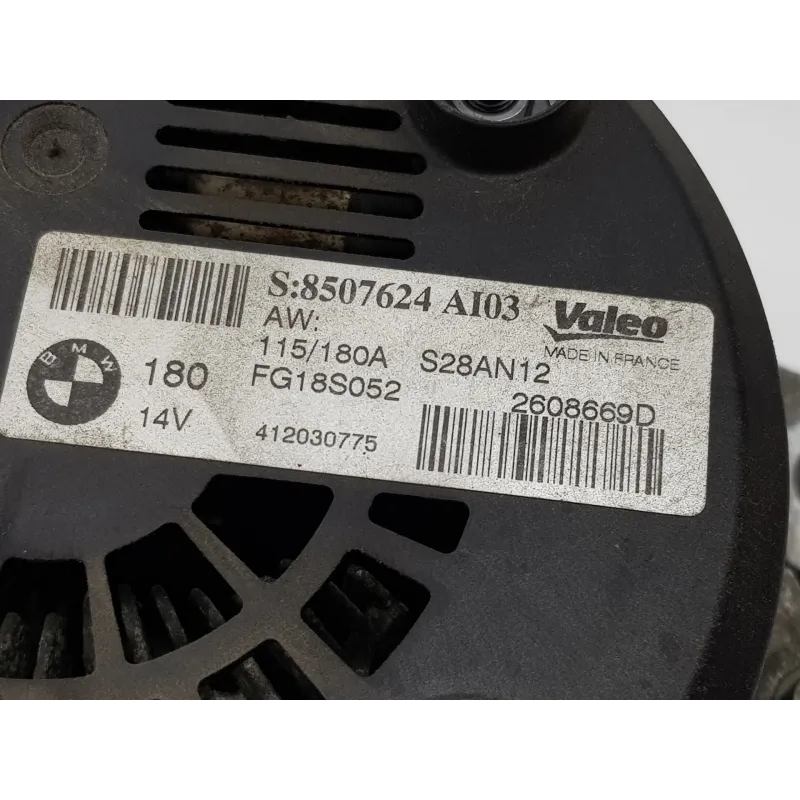 S:8507624 AI03
Valeo
AW:
MADE IN FRANCE
115/180A S28AN12
BMW
180 FG18S052
2608669D
14V
412030775